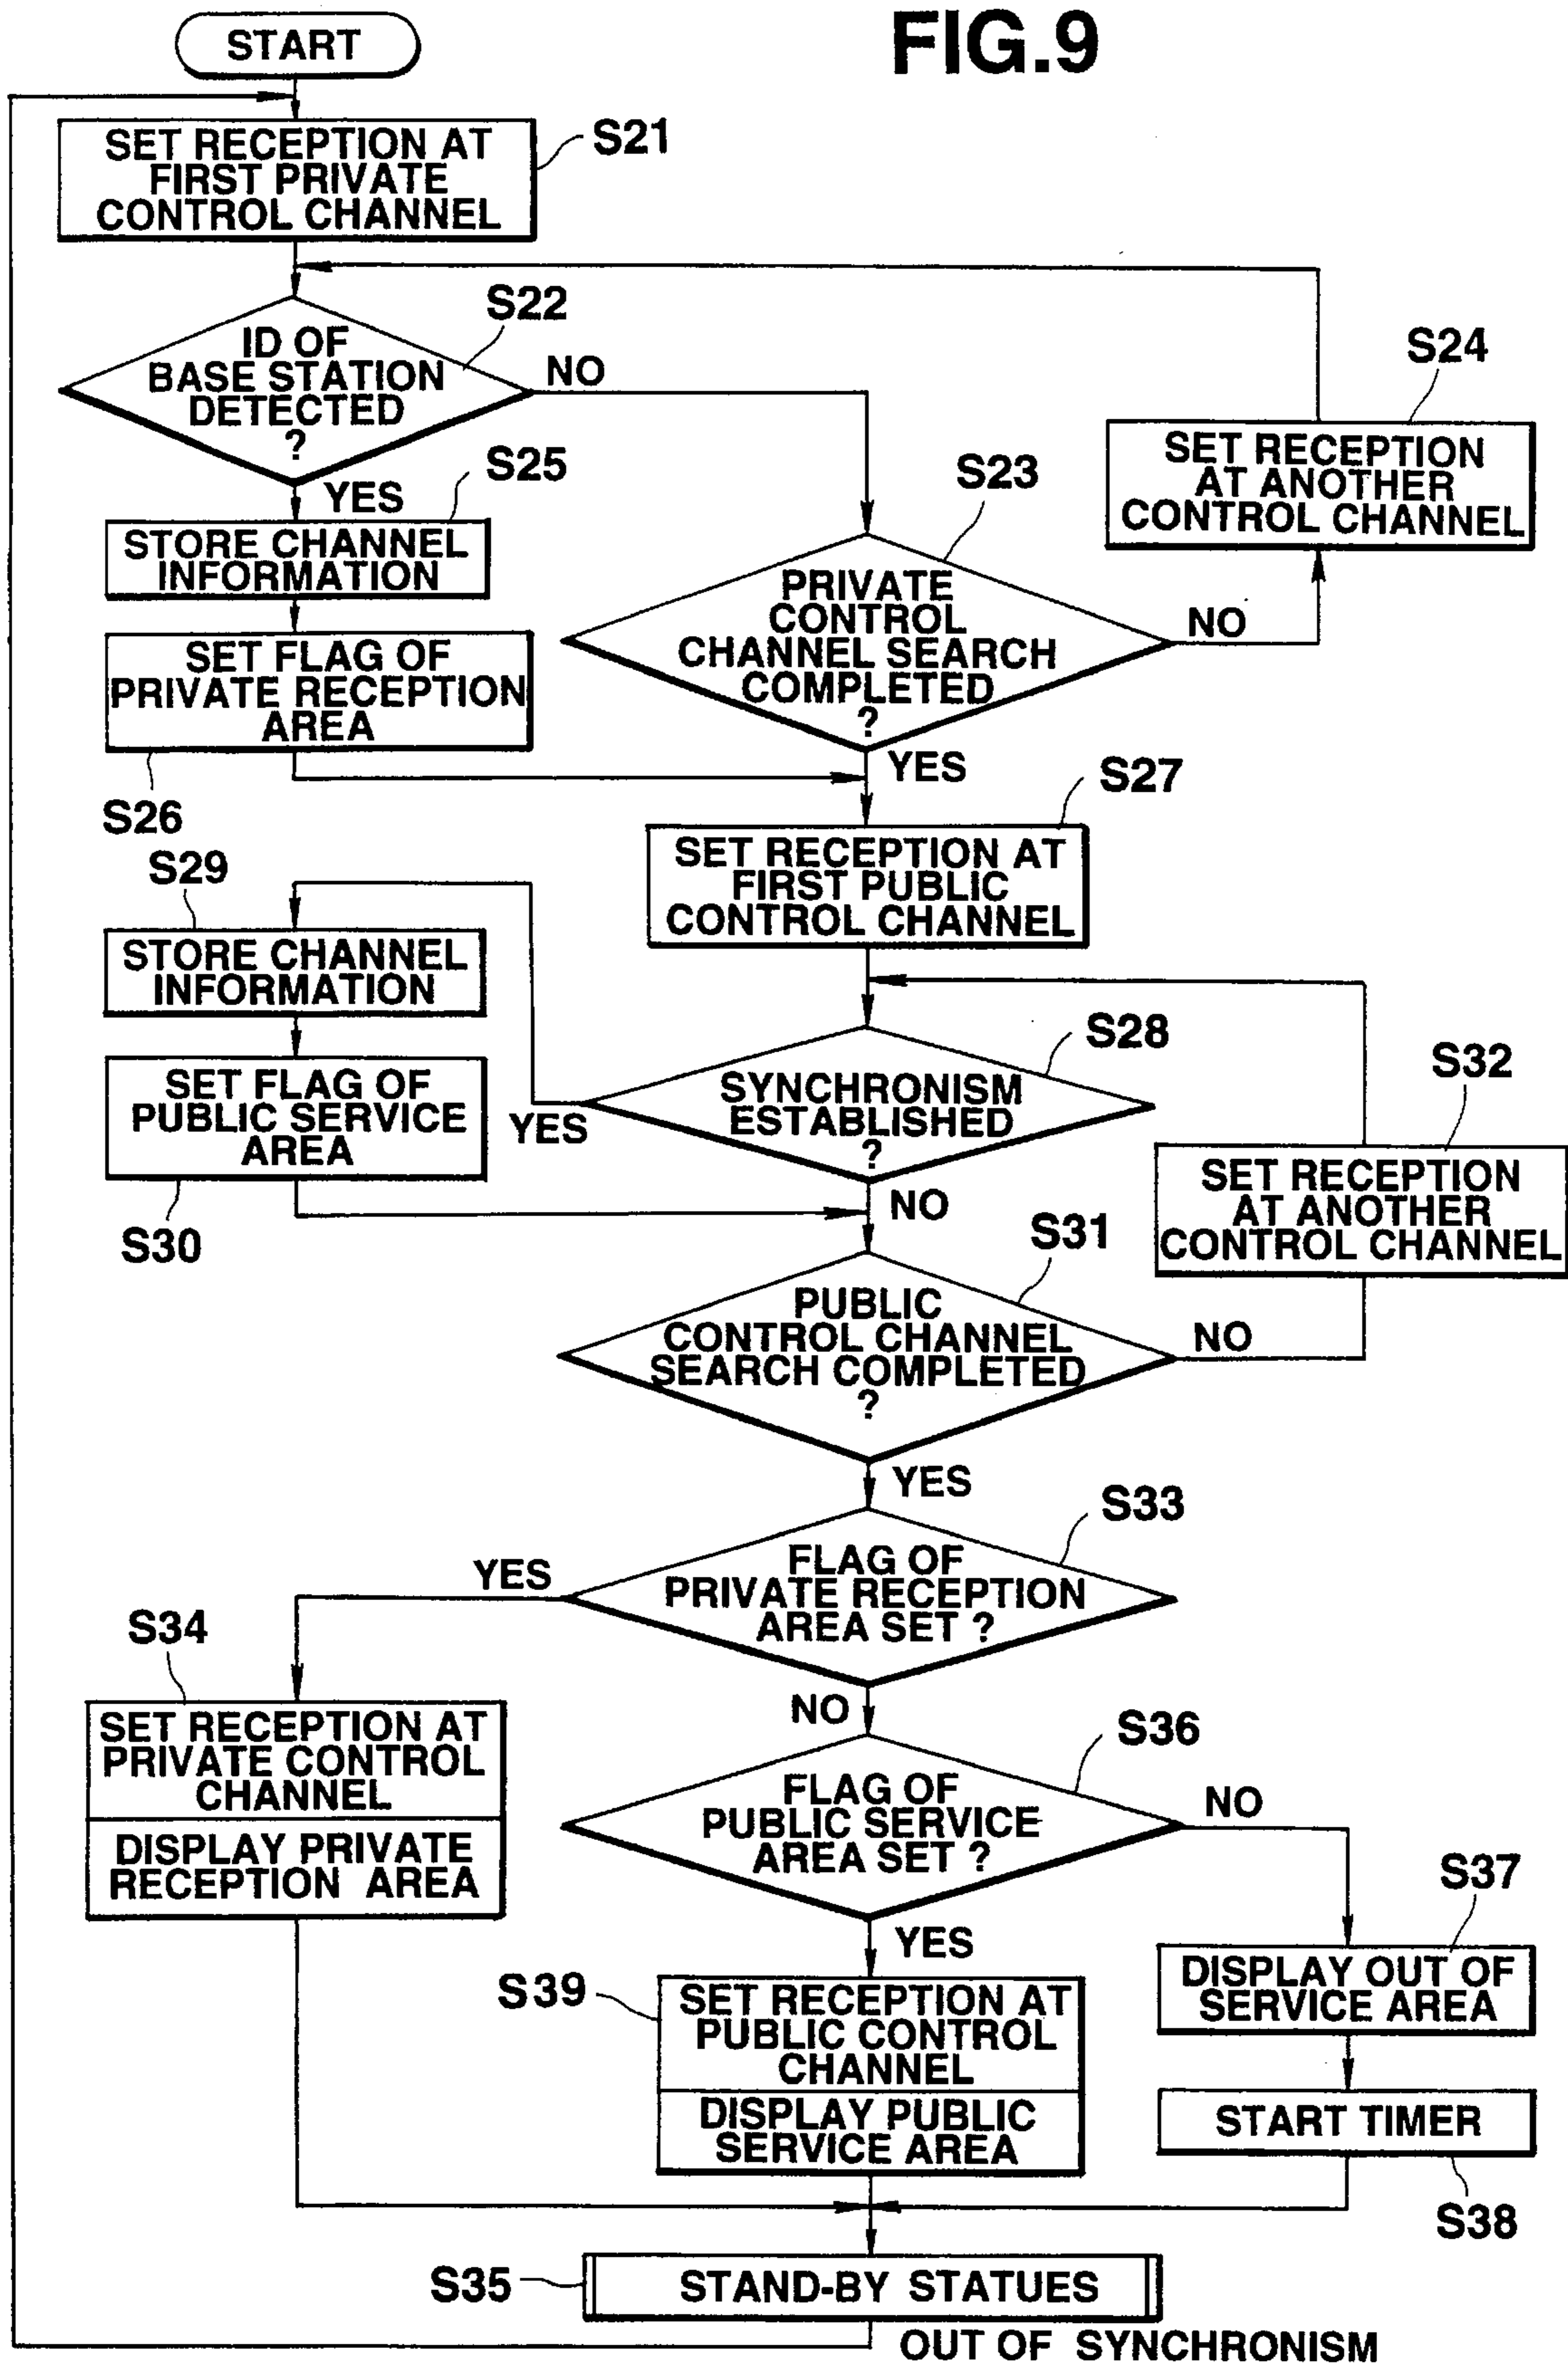 FIG.9
START
SET RECEPTION AT
FIRST PRIVATE
CONTROL CHANNEL
S21
ID OF
BASE STATION
DETECTED
?
S22
NO
YES
S24
SET RECEPTION
AT ANOTHER
CONTROL CHANNEL
S25
STORE CHANNEL
INFORMATION
S23
PRIVATE
CONTROL
CHANNEL SEARCH
COMPLETED
?
NO
YES
SET FLAG OF
PRIVATE RECEPTION
AREA
S26
S27
SET RECEPTION AT
FIRST PUBLIC
CONTROL CHANNEL
S29
STORE CHANNEL
INFORMATION
S28
SYNCHRONISM
ESTABLISHED
?
YES
NO
SET FLAG OF
PUBLIC SERVICE
AREA
S30
S32
SET RECEPTION
AT ANOTHER
CONTROL CHANNEL
S31
PUBLIC
CONTROL CHANNEL
SEARCH COMPLETED
?
NO
YES
S33
FLAG OF
PRIVATE RECEPTION
AREA SET ?
YES
NO
S34
SET RECEPTION AT
PRIVATE CONTROL
CHANNEL
DISPLAY PRIVATE
RECEPTION AREA
S36
FLAG OF
PUBLIC SERVICE
AREA SET ?
NO
YES
S37
DISPLAY OUT OF
SERVICE AREA
S39
SET RECEPTION AT
PUBLIC CONTROL
CHANNEL
DISPLAY PUBLIC
SERVICE AREA
START TIMER
S38
S35
STAND-BY STATUES
OUT OF SYNCHRONISM